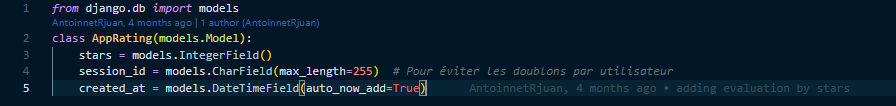 1 from django.db import models
AntoinnetRjuan, 4 months ago | 1 author (AntoinnetRjuan)
2 class AppRating(models.Model):
3 stars = models.IntegerField()
4 session_id = models.CharField(max_length=255)  # Pour éviter les doublons par utilisateur
5 created_at = models.DateTimeField(auto_now_add=True) AntoinnetRjuan, 4 months ago • adding evaluation by stars